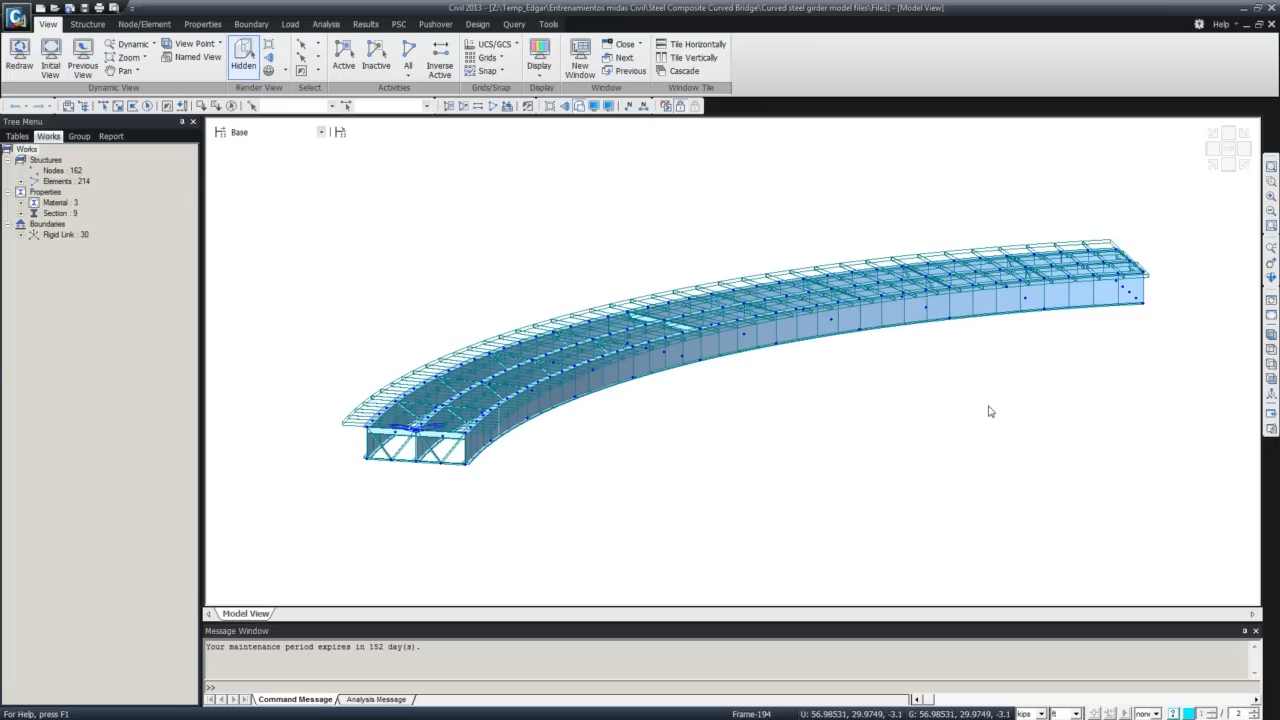 Civil 2013 - [Z:\Temp_Edgar\Entrenamientos midas Civil\Steel Composite Curved Bridge\Curved steel girder model files\File3] - [Model View]
View Structure Node/Element Properties Boundary Load Analysis Results PSC Pushover Design Query Tools Help
Redraw Initial View Previous View Dynamic Zoom Pan View Point Named View Hidden Active Inactive All Inverse Active UCS/GCS Grids Snap Display New Window Close Next Previous Tile Horizontally Tile Vertically Cascade
Dynamic View Render View Select Activities Grids/Snap Display Window Window Tile
Tree Menu
Tables Works Group Report
Base
Works
Structures
Nodes : 162
Elements : 214
Properties
Material : 3
Section : 9
Boundaries
Rigid Link : 30
Model View
Message Window
Your maintenance period expires in 152 day(s).
>>
Command Message Analysis Message
For Help, press F1 Frame-194 U: 56.98531, 29.9749, -3.1 G: 56.98531, 29.9749, -3.1 kips ft none 1 / 2